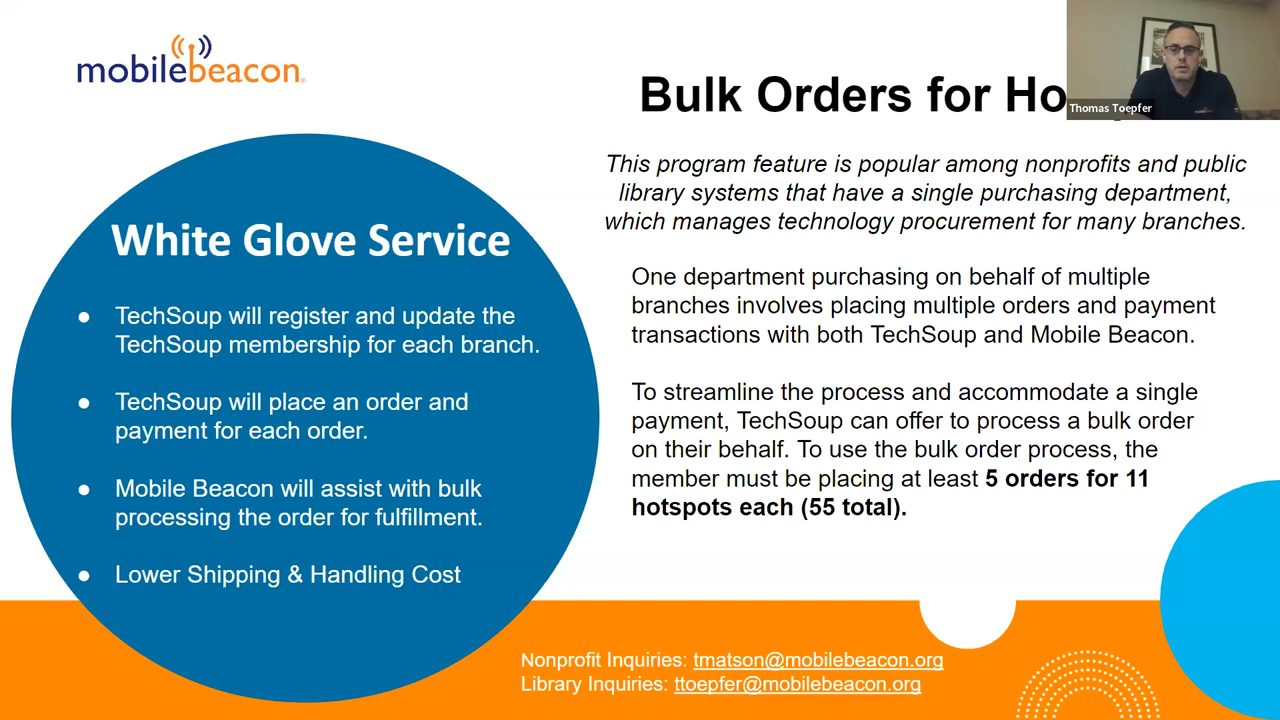 mobilebeacon
Thomas Toepfer
Bulk Orders for Ho
This program feature is popular among nonprofits and public
library systems that have a single purchasing department,
which manages technology procurement for many branches.
White Glove Service
● TechSoup will register and update the
TechSoup membership for each branch.
● TechSoup will place an order and
payment for each order.
● Mobile Beacon will assist with bulk
processing the order for fulfillment.
● Lower Shipping & Handling Cost
One department purchasing on behalf of multiple
branches involves placing multiple orders and payment
transactions with both TechSoup and Mobile Beacon.
To streamline the process and accommodate a single
payment, TechSoup can offer to process a bulk order
on their behalf. To use the bulk order process, the
member must be placing at least 5 orders for 11
hotspots each (55 total).
Nonprofit Inquiries: tmatson@mobilebeacon.org
Library Inquiries: ttoepfer@mobilebeacon.org